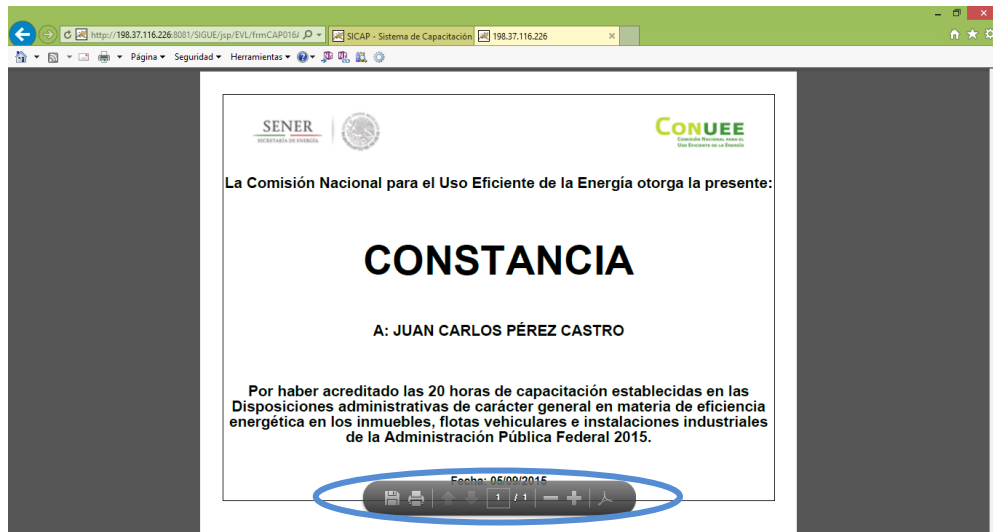 http://198.37.116.226:8081/SIGUE/jsp/EVL/frmCAP016/
SICAP - Sistema de Capacitación
198.37.116.226
Página
Seguridad
Herramientas
SENER
SECRETARÍA DE ENERGÍA
CONUEE
Comisión Nacional para el
Uso Eficiente de la Energía
La Comisión Nacional para el Uso Eficiente de la Energía otorga la presente:
CONSTANCIA
A: JUAN CARLOS PÉREZ CASTRO
Por haber acreditado las 20 horas de capacitación establecidas en las
Disposiciones administrativas de carácter general en materia de eficiencia
energética en los inmuebles, flotas vehiculares e instalaciones industriales
de la Administración Pública Federal 2015.
Fecha: 05/09/2015
1 / 1